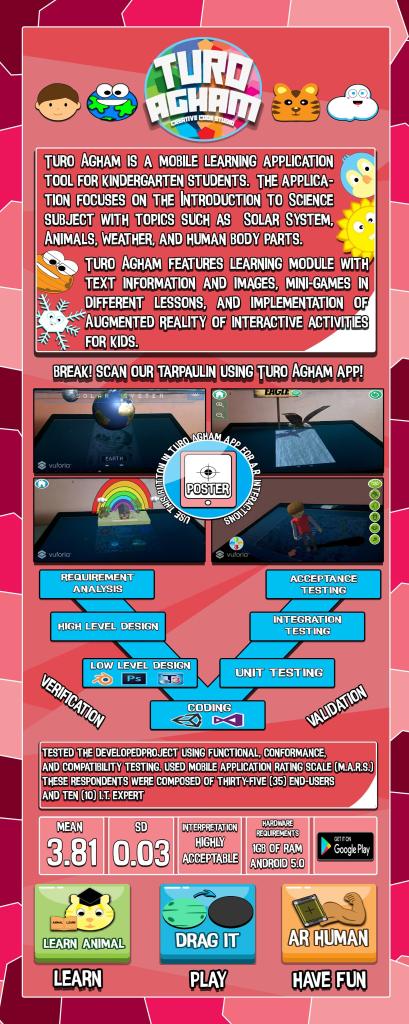 TURO
AGHAM
CREATIVE CODE STUDIO
TURO AGHAM IS A MOBILE LEARNING APPLICATION
TOOL FOR KINDERGARTEN STUDENTS. THE APPLICA-
TION FOCUSES ON THE INTRODUCTION TO SCIENCE
SUBJECT WITH TOPICS SUCH AS SOLAR SYSTEM,
ANIMALS, WEATHER, AND HUMAN BODY PARTS.
TURO AGHAM FEATURES LEARNING MODULE WITH
TEXT INFORMATION AND IMAGES, MINI-GAMES IN
DIFFERENT LESSONS, AND IMPLEMENTATION OF
AUGMENTED REALITY OF INTERACTIVE ACTIVITIES
FOR KIDS.
BREAK! SCAN OUR TARPAULIN USING TURO AGHAM APP!
SOLAR SYSTEM
EARTH
vuforia
EAGLE
vuforia
USE THIS BUTTON IN TURO AGHAM APP FOR A.R INTERACTIONS
POSTER
vuforia
vuforia
REQUIREMENT
ANALYSIS
ACCEPTANCE
TESTING
HIGH LEVEL DESIGN
INTEGRATION
TESTING
LOW LEVEL DESIGN
Ps
UNIT TESTING
CODING
VERIFICATION
VALIDATION
TESTED THE DEVELOPEDPROJECT USING FUNCTIONAL, CONFORMANCE,
AND COMPATIBILITY TESTING. USED MOBILE APPLICATION RATING SCALE (M.A.R.S.)
THESE RESPONDENTS WERE COMPOSED OF THIRTY-FIVE (35) END-USERS
AND TEN (10) I.T. EXPERT
MEAN
3.81
SD
0.03
INTERPRETATION
HIGHLY
ACCEPTABLE
HARDWARE
REQUIREMENTS
1GB OF RAM
ANDROID 5.0
GET IT ON
Google Play
LEARN ANIMAL
DRAG IT
AR HUMAN
LEARN
PLAY
HAVE FUN